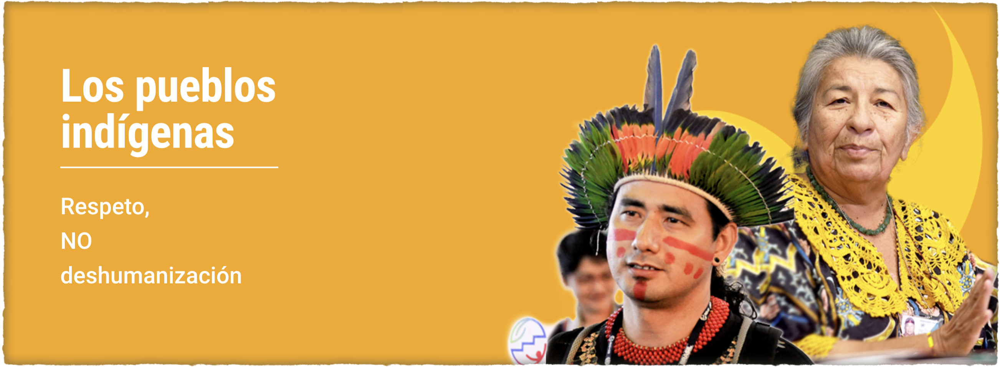 Los pueblos
indígenas
Respeto,
NO
deshumanización